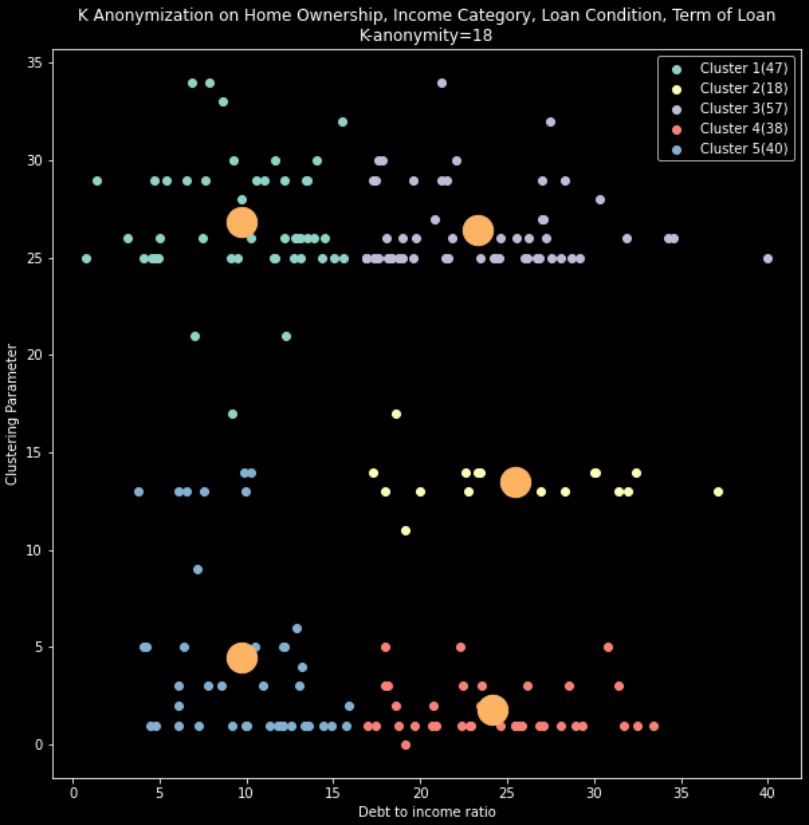 K Anonymization on Home Ownership, Income Category, Loan Condition, Term of Loan
K-anonymity=18
Cluster 1(47)
Cluster 2(18)
Cluster 3(57)
Cluster 4(38)
Cluster 5(40)
Clustering Parameter
35
30
25
20
15
10
5
0
0 5 10 15 20 25 30 35 40
Debt to income ratio